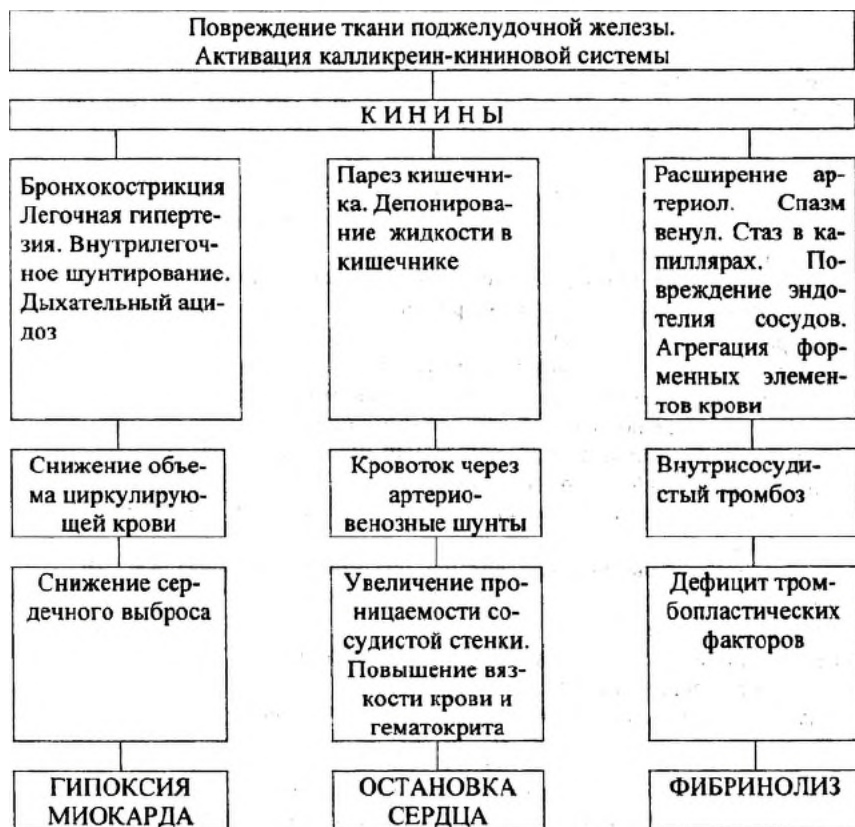 Повреждение ткани поджелудочной железы.
Активация калликреин-кининовой системы
КИНИНЫ
Бронхокострикция
Легочная гипертен-
зия. Внутрилегоч-
ное шунтирование.
Дыхательный аци-
доз
Парез кишечни-
ка. Депонирова-
ние жидкости в
кишечнике
Расширение ар-
териол. Спазм
венул. Стаз в ка-
пиллярах. По-
вреждение эндо-
телия сосудов.
Агрегация фор-
менных элемен-
тов крови
Снижение объе-
ма циркулирую-
щей крови
Кровоток через
артерио-
венозные шунты
Внутрисосуди-
стый тромбоз
Снижение сер-
дечного выброса
Увеличение про-
ницаемости со-
судистой стенки.
Повышение вяз-
кости крови и
гематокрита
Дефицит тром-
бопластических
факторов
ГИПОКСИЯ
МИОКАРДА
ОСТАНОВКА
СЕРДЦА
ФИБРИНОЛИЗ